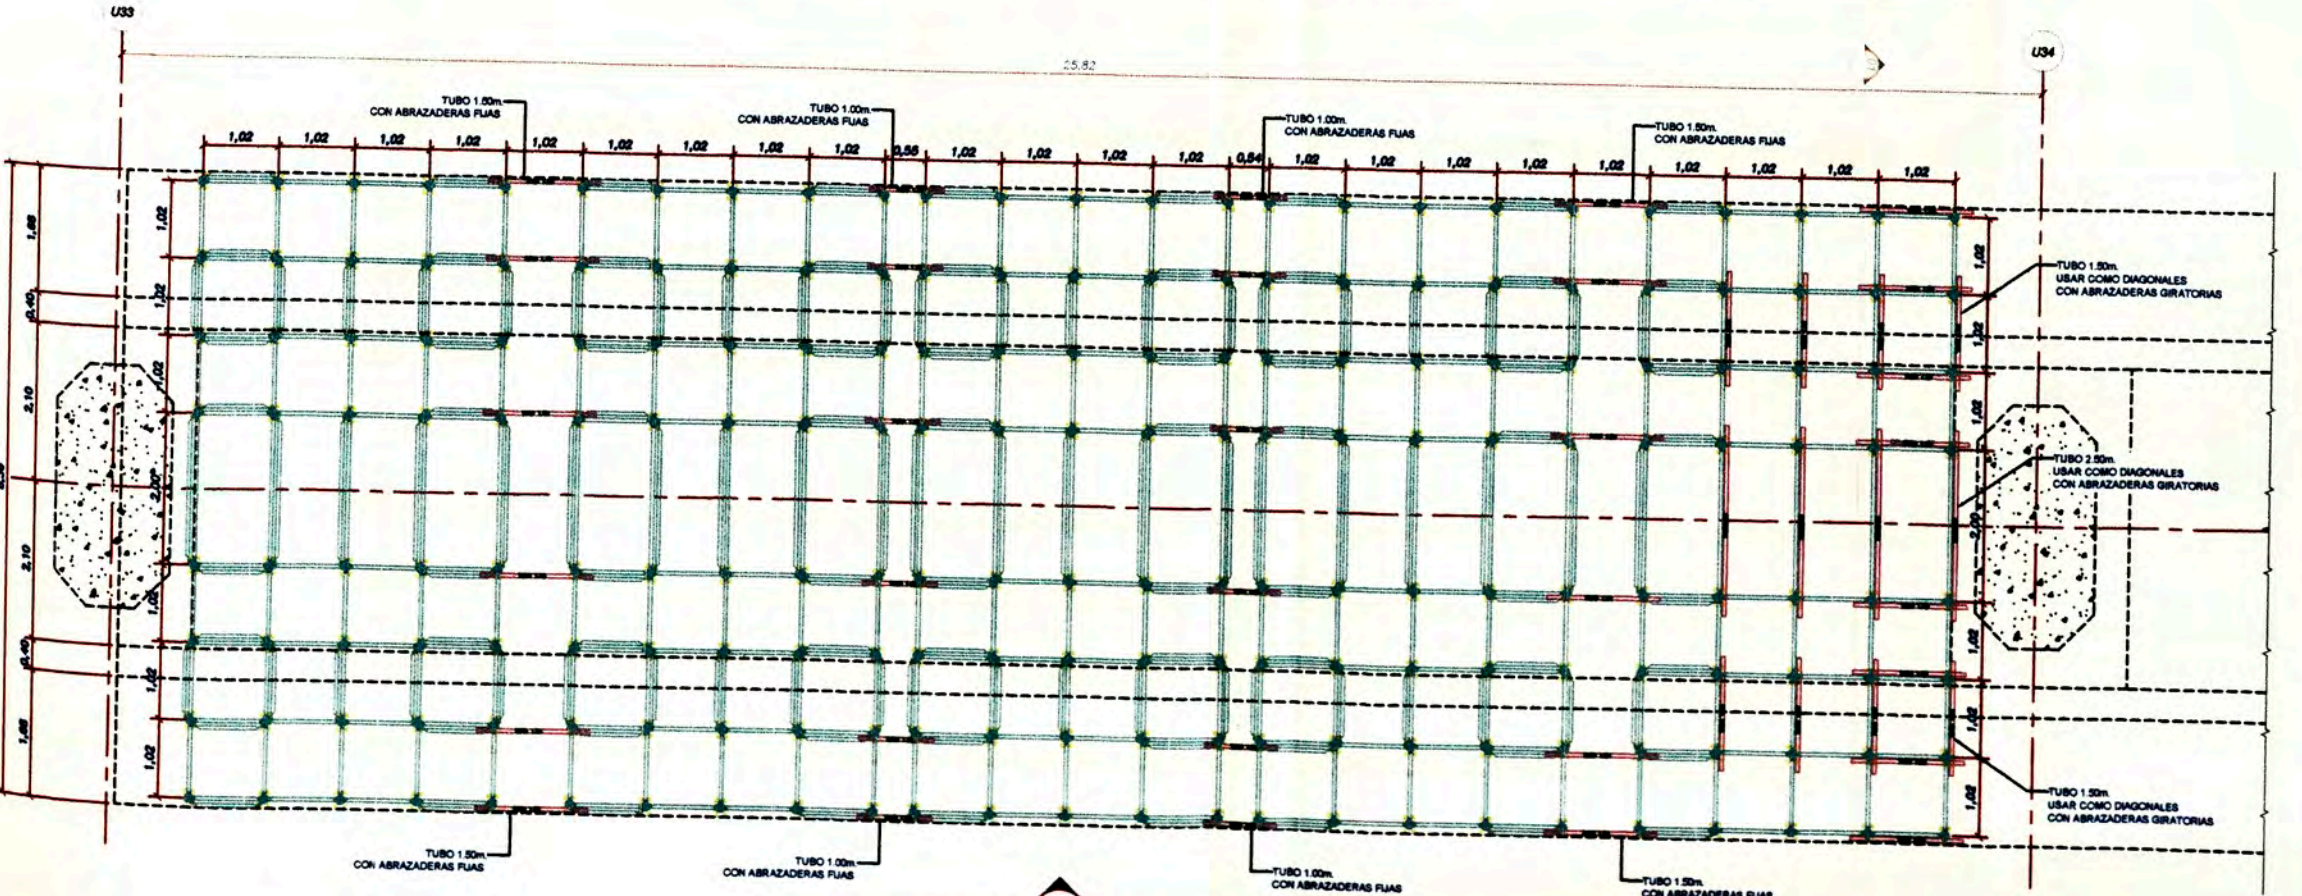 U33
U34
25,82
TUBO 1.50m.
CON ABRAZADERAS FIJAS
TUBO 1.00m.
CON ABRAZADERAS FIJAS
TUBO 1.00m.
CON ABRAZADERAS FIJAS
TUBO 1.50m.
CON ABRAZADERAS FIJAS
1,02
1,02
1,02
1,02
1,02
1,02
1,02
1,02
1,02
0,55
1,02
1,02
1,02
1,02
0,54
1,02
1,02
1,02
1,02
1,02
1,02
1,02
1,02
1,02
0,40
2,10
2,10
0,40
1,02
1,02
1,02
2,00
1,02
1,02
1,02
1,02
1,02
1,02
2,00
1,02
1,02
1,02
TUBO 1.50m.
USAR COMO DIAGONALES
CON ABRAZADERAS GIRATORIAS
TUBO 2.50m.
USAR COMO DIAGONALES
CON ABRAZADERAS GIRATORIAS
TUBO 1.50m.
USAR COMO DIAGONALES
CON ABRAZADERAS GIRATORIAS
TUBO 1.50m.
CON ABRAZADERAS FIJAS
TUBO 1.00m.
CON ABRAZADERAS FIJAS
TUBO 1.00m.
CON ABRAZADERAS FIJAS
TUBO 1.50m.
CON ABRAZADERAS FIJAS